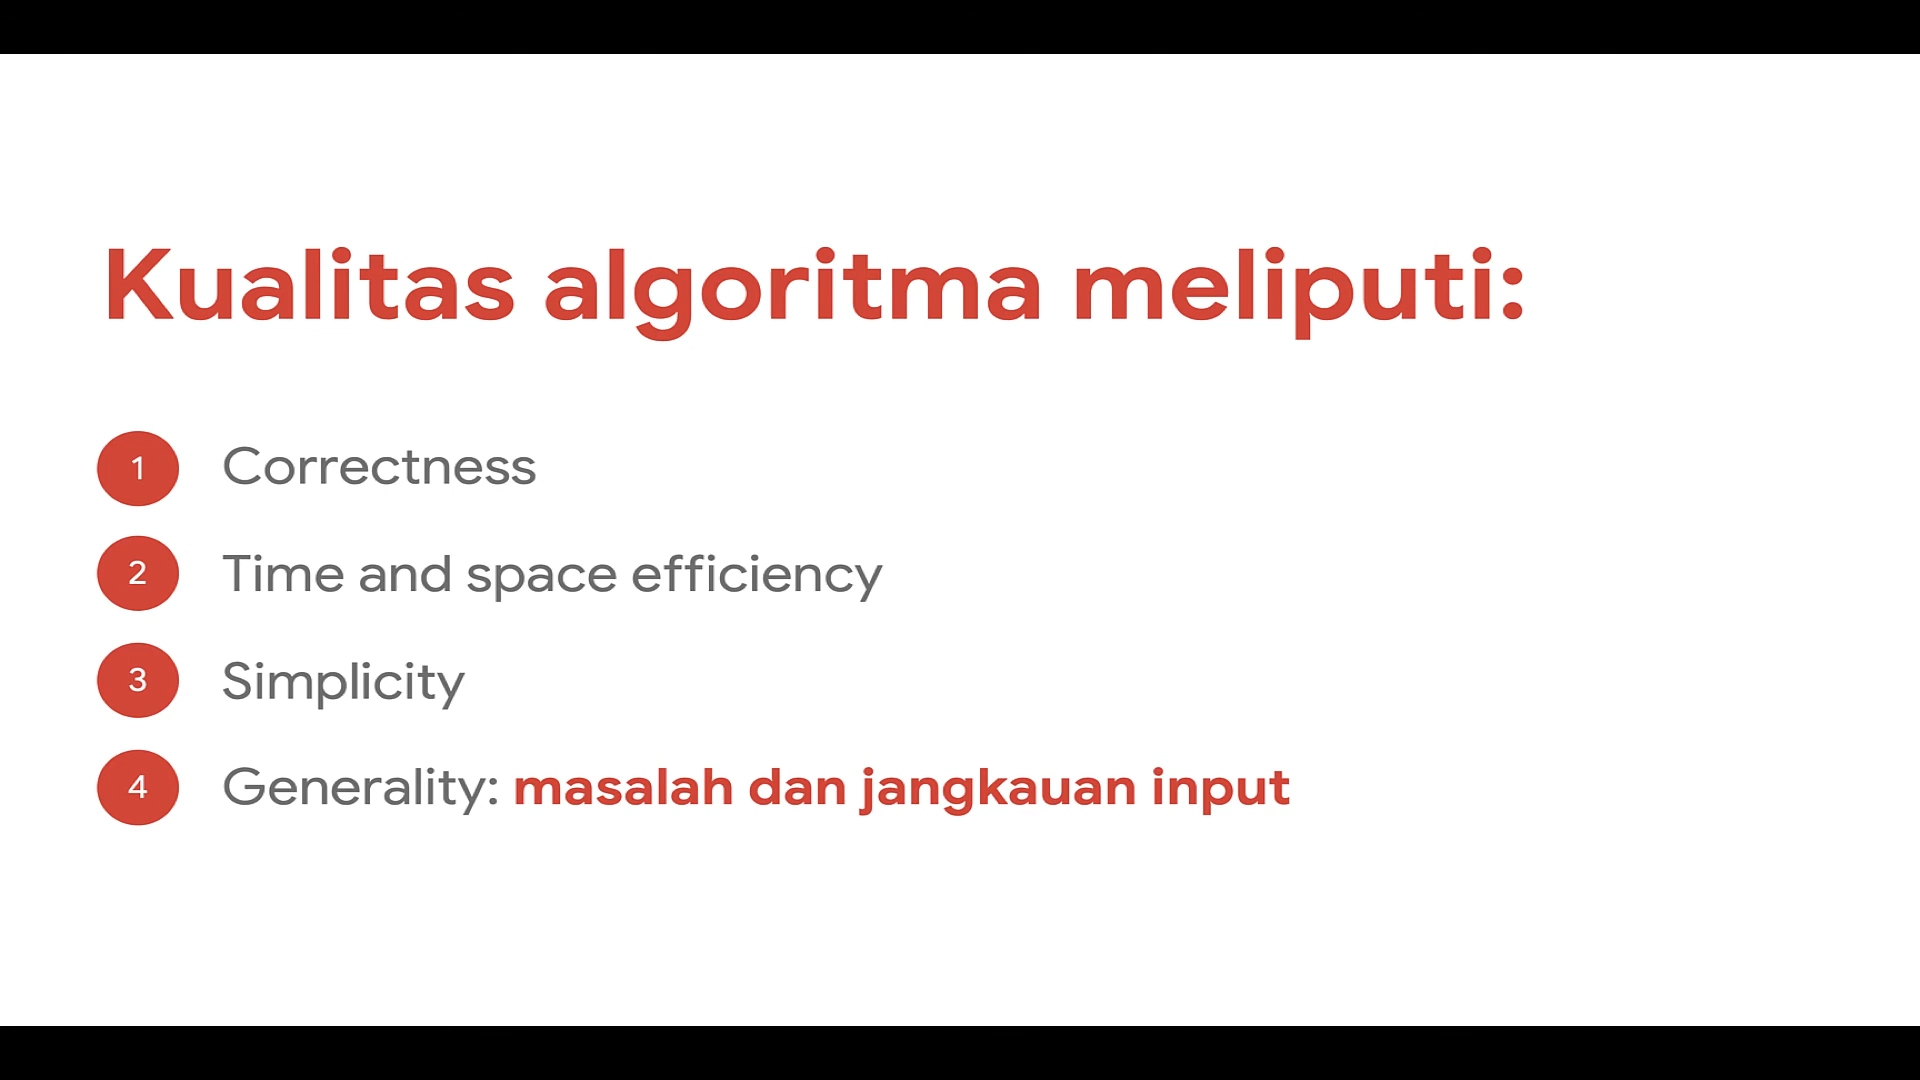 Kualitas algoritma meliputi:
1 Correctness
2 Time and space efficiency
3 Simplicity
4 Generality: masalah dan jangkauan input